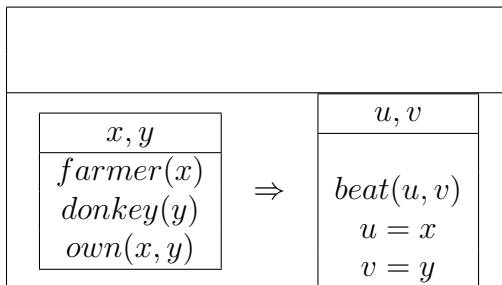 x, y
farmer(x)
donkey(y)
own(x, y)
⇒
u, v
beat(u, v)
u = x
v = y